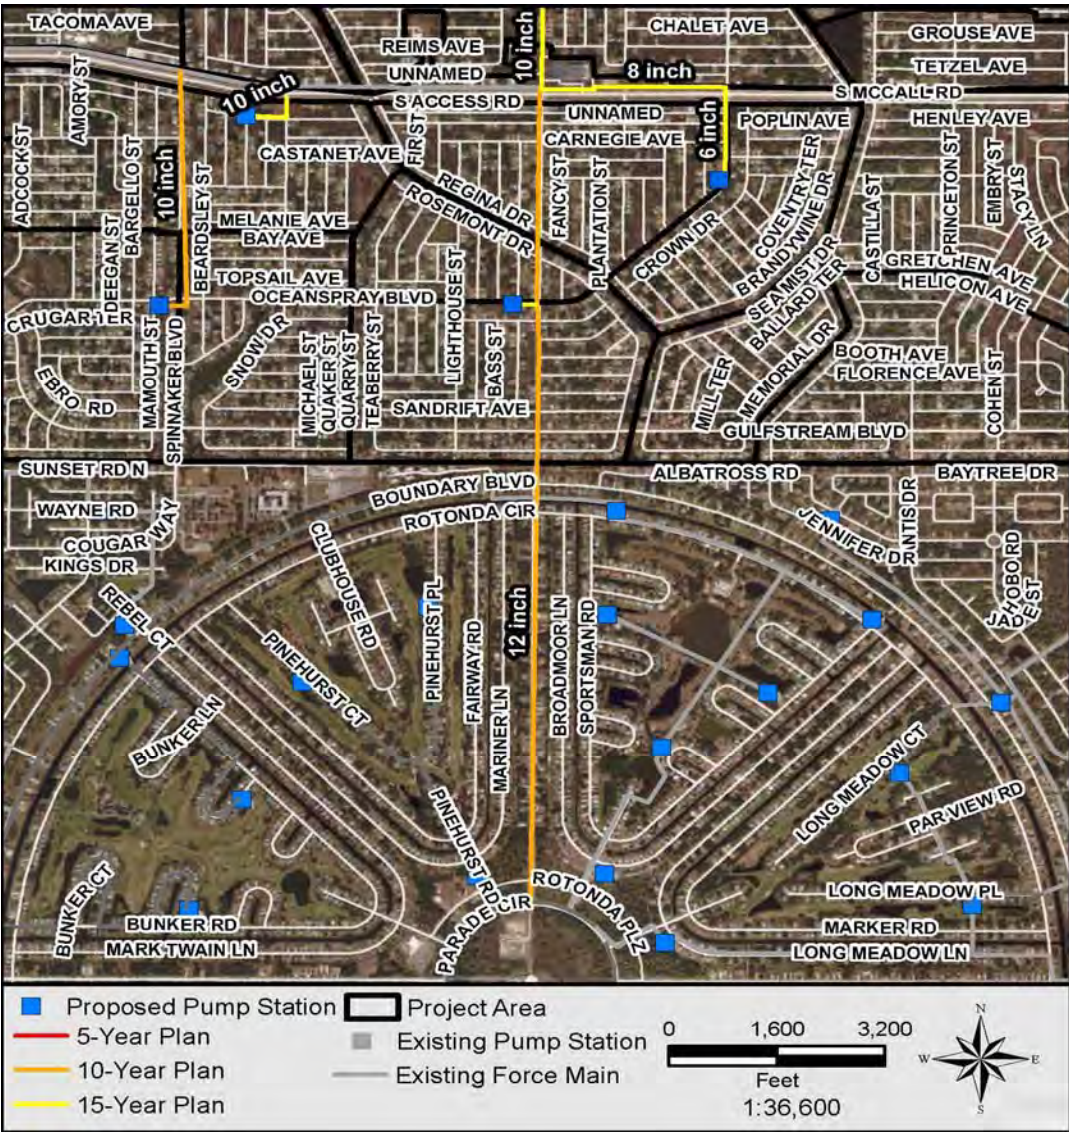 TACOMA AVE
REIMS AVE
UNNAMED
10 inch
CHALET AVE
GROUSE AVE
TETZEL AVE
8 inch
10 inch
S ACCESS RD
S MCCALL RD
AMORY ST
ADCOCK ST
BARGELLO ST
DEEGAN ST
10 inch
BEARDSLEY ST
CASTANET AVE
FIRST ST
UNNAMED
CARNEGIE AVE
6 inch
POPLIN AVE
HENLEY AVE
REGINA DR
ROSEMONT DR
FANCY ST
PLANTATION ST
CROWN DR
COVENTRY TER
BRANDYWINE DR
SEAMIST DR
BALLARD TER
CASTILLA ST
PRINCETON ST
EMBRY ST
STACY LN
MELANIE AVE
BAY AVE
TOPSAIL AVE
OCEANSPRAY BLVD
GRETCHEN AVE
HELICON AVE
CRUGAR TER
EBRO RD
MAMOUTH ST
SPINNAKER BLVD
SNOW DR
MICHAEL ST
QUAKER ST
QUARRY ST
TEABERRY ST
LIGHTHOUSE ST
BASS ST
SANDRIFT AVE
MILL TER
MEMORIAL DR
BOOTH AVE
FLORENCE AVE
COHEN ST
GULFSTREAM BLVD
SUNSET RD N
WAYNE RD
COUGAR WAY
KINGS DR
BOUNDARY BLVD
ROTONDA CIR
ALBATROSS RD
BAYTREE DR
JENNIFER DR
ANTIS DR
HOBO RD
JADE ST
REBEL CT
CLUBHOUSE RD
PINEHURST PL
PINEHURST CT
FAIRWAY RD
MARINER LN
12 inch
BROADMOOR LN
SPORTSMAN RD
BUNKER LN
LONG MEADOW CT
PAR VIEW RD
PINEHURST RD
PARADE CIR
ROTONDA PLZ
LONG MEADOW PL
BUNKER CT
BUNKER RD
MARK TWAIN LN
MARKER RD
LONG MEADOW LN
Proposed Pump Station
Project Area
5-Year Plan
Existing Pump Station
10-Year Plan
Existing Force Main
15-Year Plan
0 1,600 3,200
Feet
1:36,600
N
W E
S